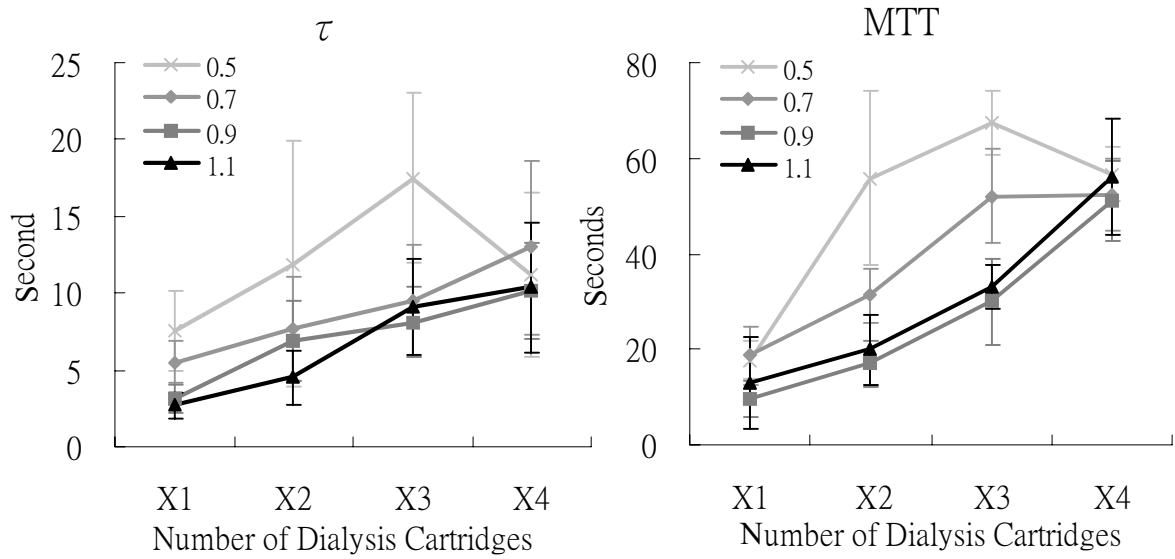 τ
25
20
15
10
5
0
Second
0.5
0.7
0.9
1.1
X1 X2 X3 X4
Number of Dialysis Cartridges
MTT
80
60
40
20
0
Seconds
0.5
0.7
0.9
1.1
X1 X2 X3 X4
Number of Dialysis Cartridges